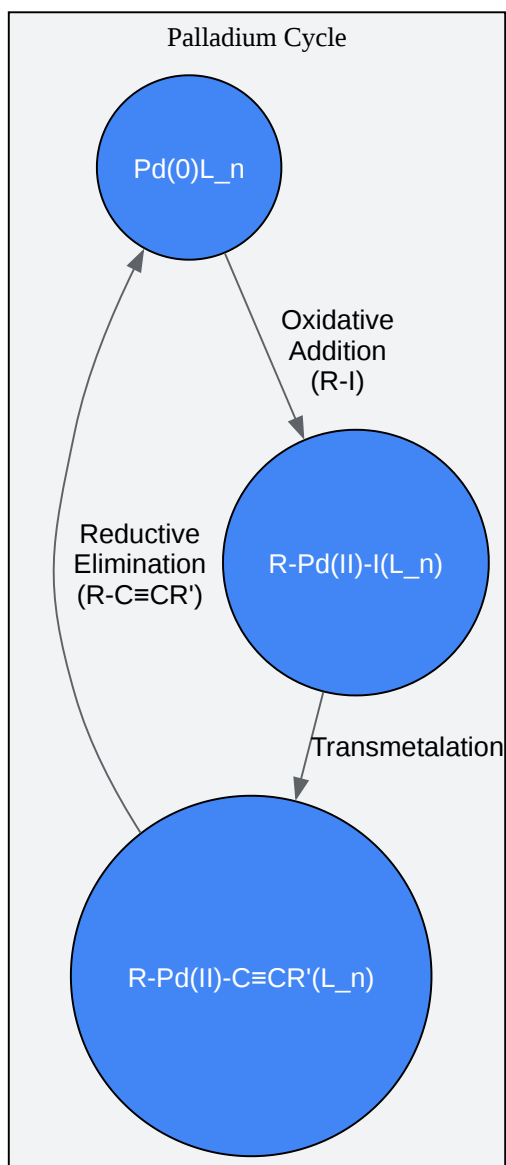 Palladium Cycle
Pd(0)L_n
Oxidative
Addition
(R-I)
R-Pd(II)-I(L_n)
Reductive
Elimination
(R-C≡CR')
Transmetalation
R-Pd(II)-C≡CR'(L_n)